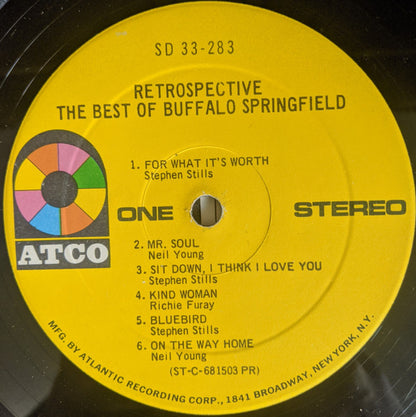 SD 33-283
RETROSPECTIVE
THE BEST OF BUFFALO SPRINGFIELD
1. FOR WHAT IT'S WORTH
Stephen Stills
ATCO
ONE
STEREO
2. MR. SOUL
Neil Young
3. SIT DOWN, I THINK I LOVE YOU
Stephen Stills
4. KIND WOMAN
Richie Furay
5. BLUEBIRD
Stephen Stills
6. ON THE WAY HOME
Neil Young
(ST-C-681503 PR)
MFG. BY ATLANTIC RECORDING CORP., 1841 BROADWAY, NEW YORK, N.Y.